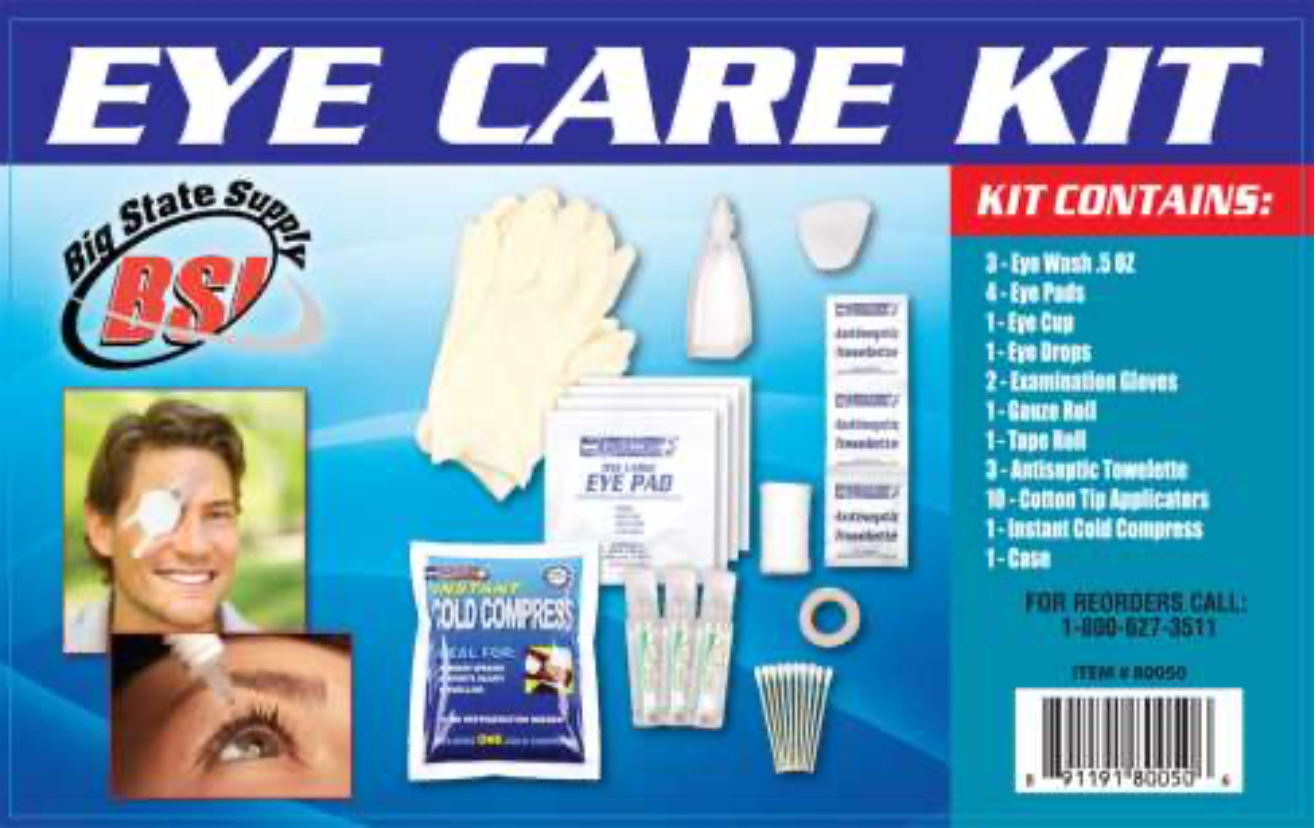 EYE CARE KIT
Big State Supply
BSI
KIT CONTAINS:
3 - Eye Wash .5 OZ
4 - Eye Pads
1 - Eye Cup
1 - Eye Drops
2 - Examination Gloves
1 - Gauze Roll
1 - Tape Roll
3 - Antiseptic Towelette
10 - Cotton Tip Applicators
1 - Instant Cold Compress
1 - Case
FOR REORDERS CALL:
1-800-627-3511
ITEM # 80050
8 91191 80050 6
EYE PAD
Antiseptic
Towelette
Antiseptic
Towelette
Antiseptic
Towelette
INSTANT
COLD COMPRESS
IDEAL FOR: